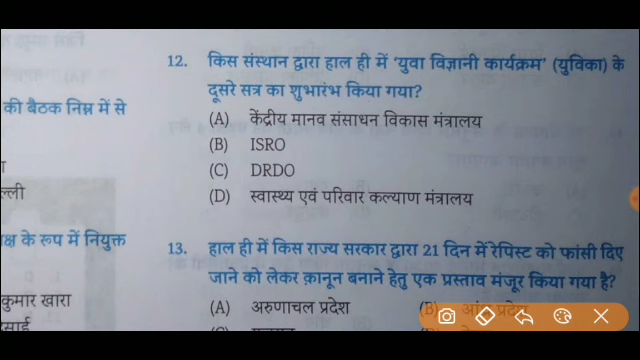 12. किस संस्थान द्वारा हाल ही में 'युवा विज्ञानी कार्यक्रम' (युविका) के
दूसरे सत्र का शुभारंभ किया गया?
की बैठक निम्न में से
(A) केंद्रीय मानव संसाधन विकास मंत्रालय
(B) ISRO
(C) DRDO
(D) स्वास्थ्य एवं परिवार कल्याण मंत्रालय
ल्ली
क्ष के रूप में नियुक्त
13. हाल ही में किस राज्य सरकार द्वारा 21 दिन में रेपिस्ट को फांसी दिए
जाने को लेकर क़ानून बनाने हेतु एक प्रस्ताव मंजूर किया गया है?
कुमार खारा
(A) अरुणाचल प्रदेश (B)